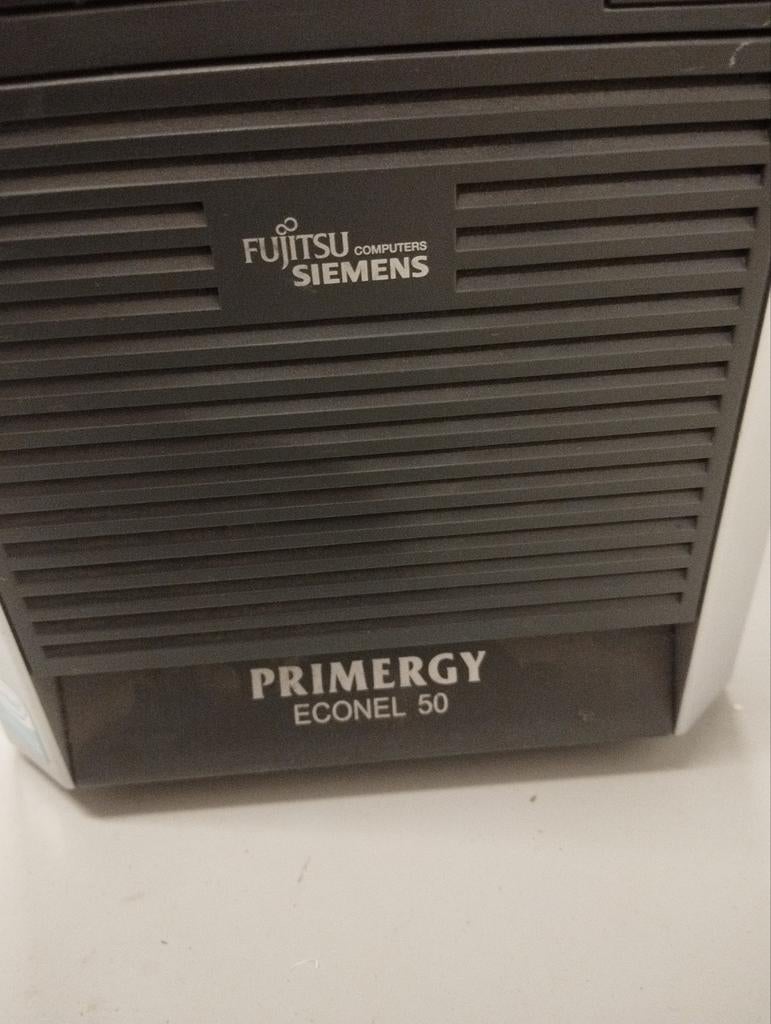 FUJITSU COMPUTERS
SIEMENS
PRIMERGY
ECONEL 50